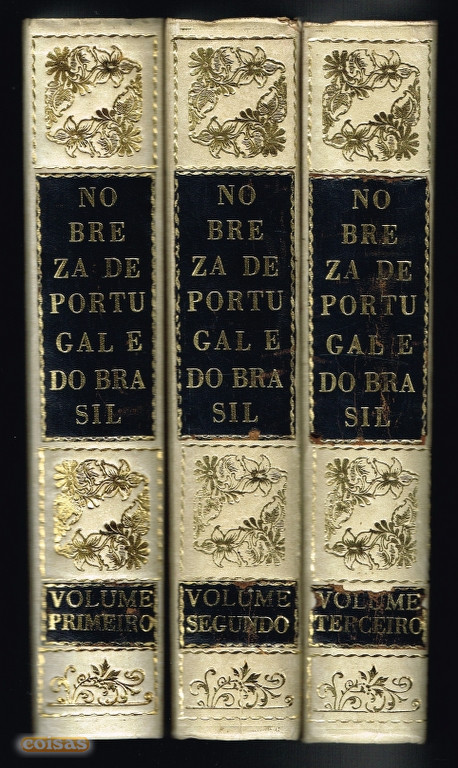 NO
BRE
ZA DE
PORTU
GAL E
DO BRA
SIL
VOLUME
PRIMEIRO
NO
BRE
ZA DE
PORTU
GAL E
DO BRA
SIL
VOLUME
SEGUNDO
NO
BRE
ZA DE
PORTU
GAL E
DO BRA
SIL
VOLUME
TERCEIRO
coisas